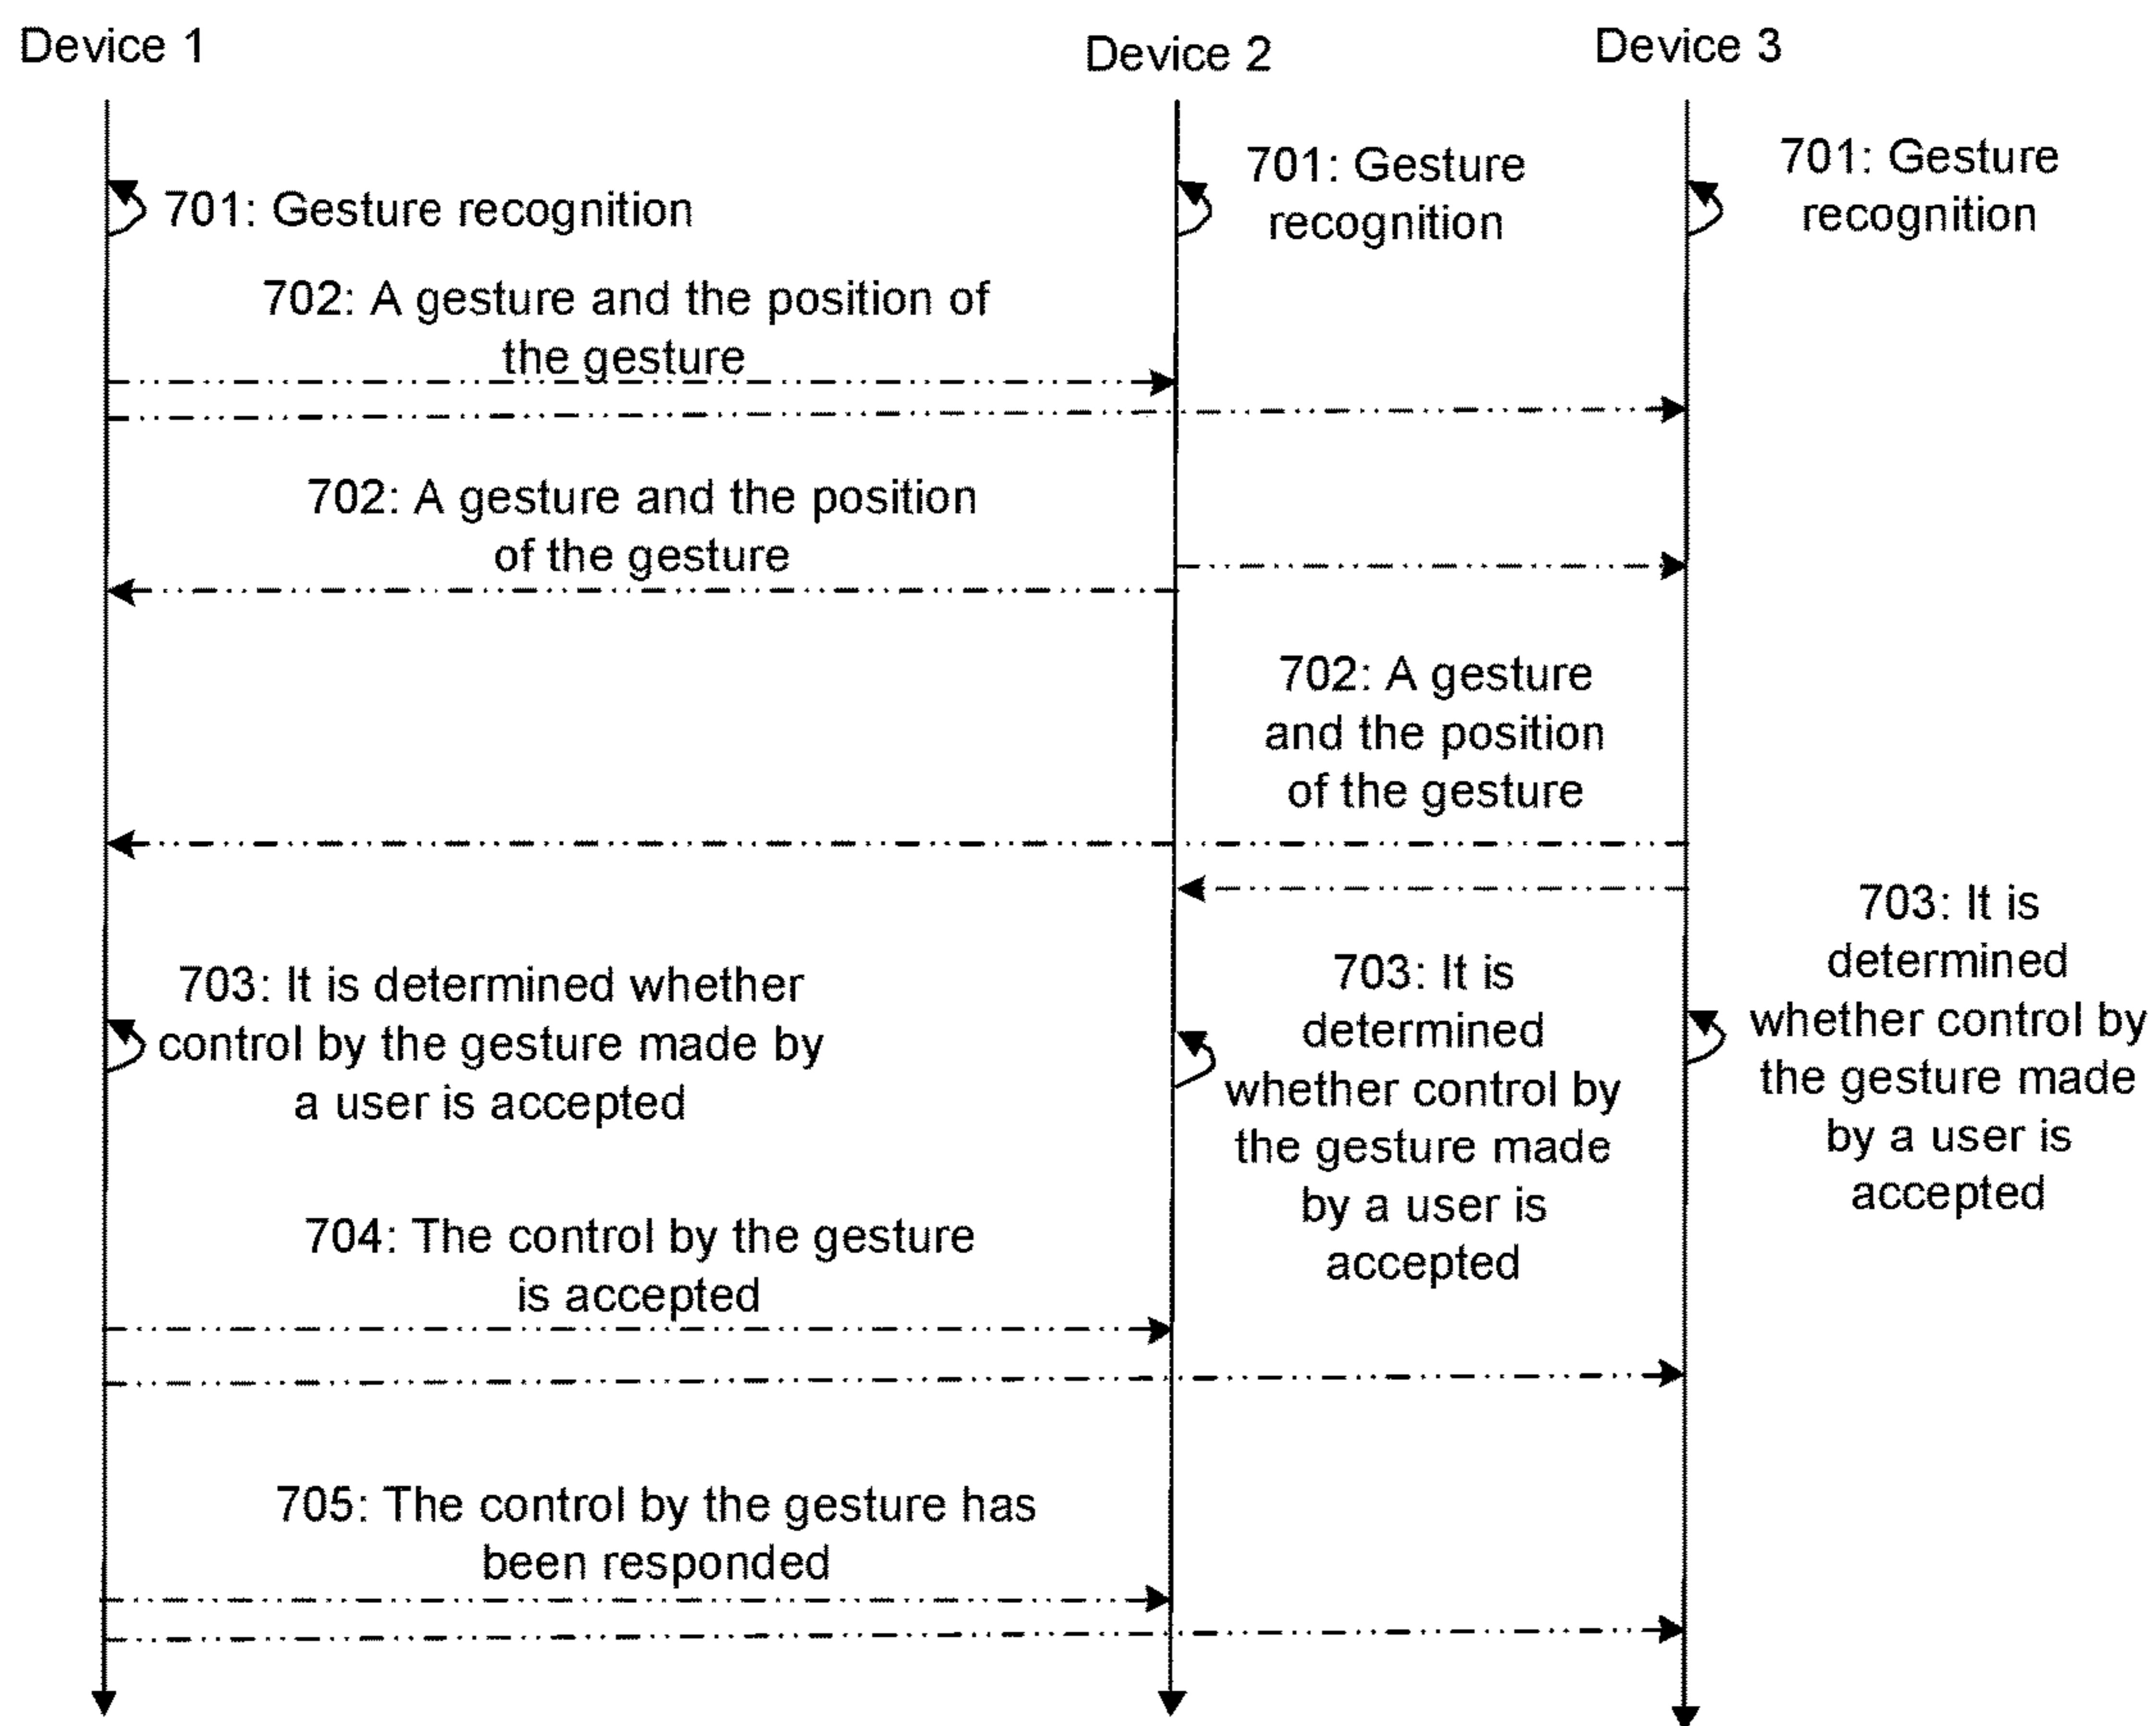 Device 1
Device 2
Device 3
701: Gesture recognition
701: Gesture
recognition
701: Gesture
recognition
702: A gesture and the position of
the gesture
702: A gesture and the position
of the gesture
702: A gesture
and the position
of the gesture
703: It is determined whether
control by the gesture made by
a user is accepted
703: It is
determined
whether control by
the gesture made
by a user is
accepted
703: It is
determined
whether control by
the gesture made
by a user is
accepted
704: The control by the gesture
is accepted
705: The control by the gesture has
been responded